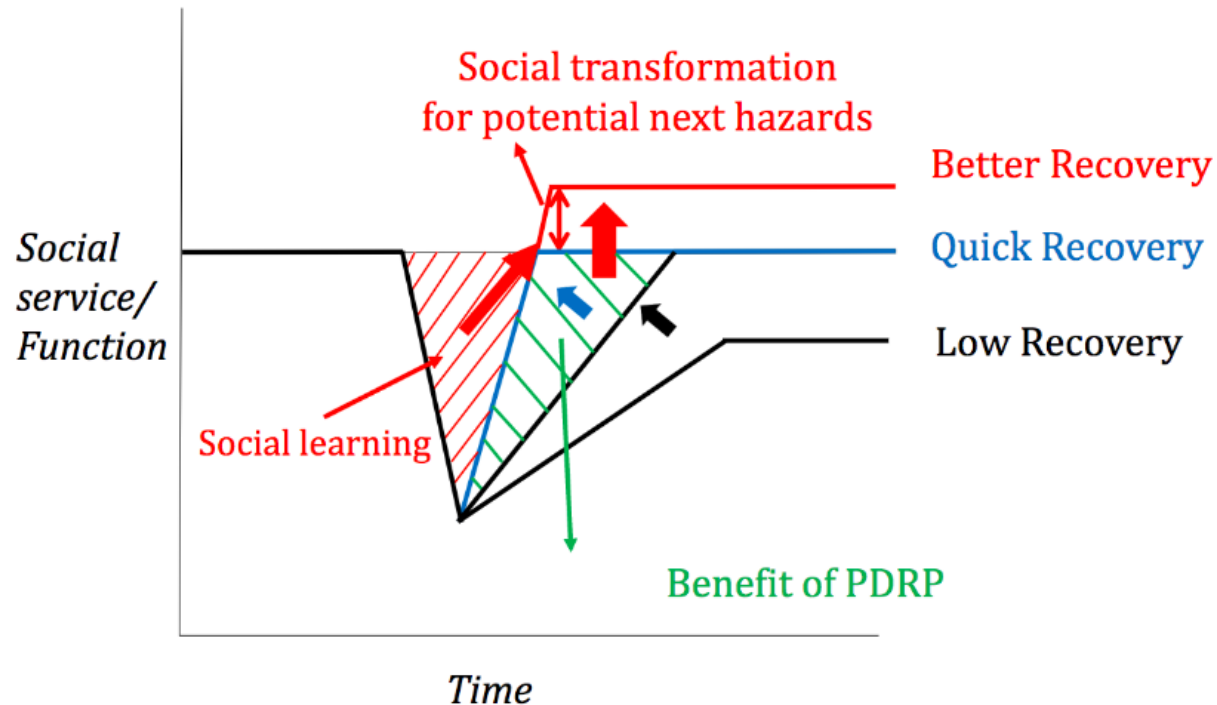 Social transformation
for potential next hazards
Better Recovery
Social
service/
Function
Quick Recovery
Low Recovery
Social learning
Benefit of PDRP
Time